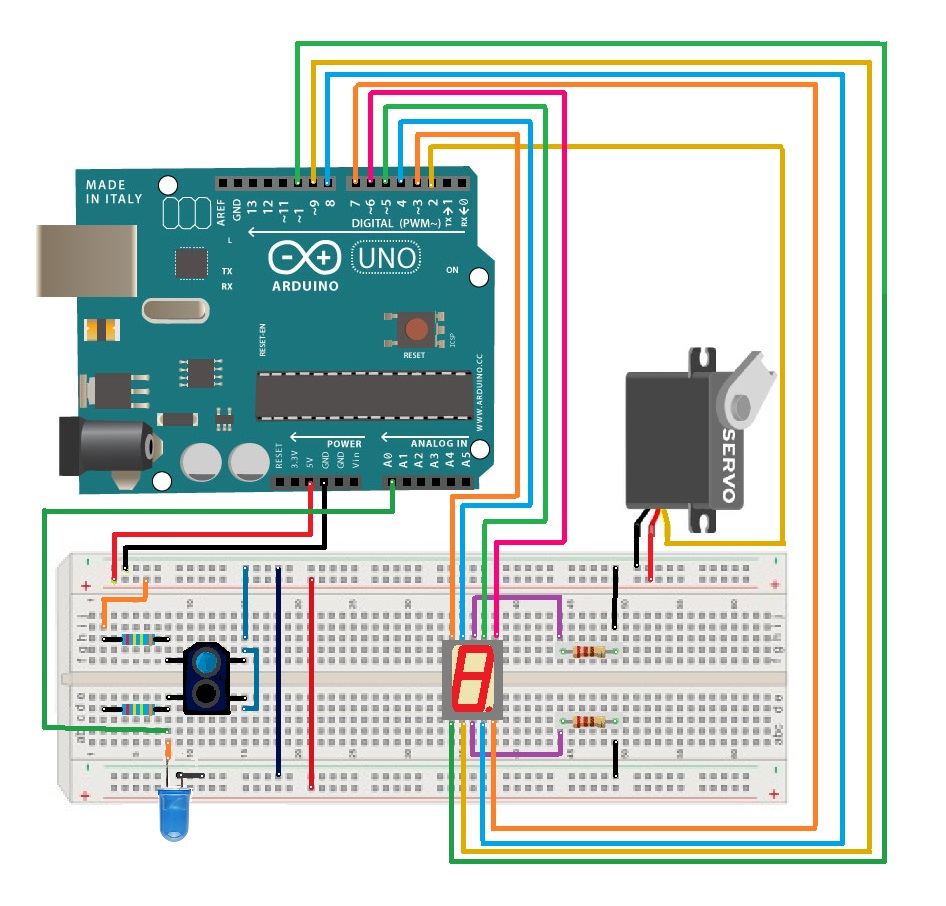 MADE
IN ITALY
AREF
GND
13
12
~11
~1
~9
8
7
~6
~5
4
~3
2
TX→1
RX←0
DIGITAL (PWM~)
L
TX
RX
UNO
ARDUINO
ON
RESET-EN
RESET
ICSP
WWW.ARDUINO.CC
POWER
ANALOG IN
RESET
3.3V
5V
GND
GND
Vin
A0
A1
A2
A3
A4
A5
SERVO